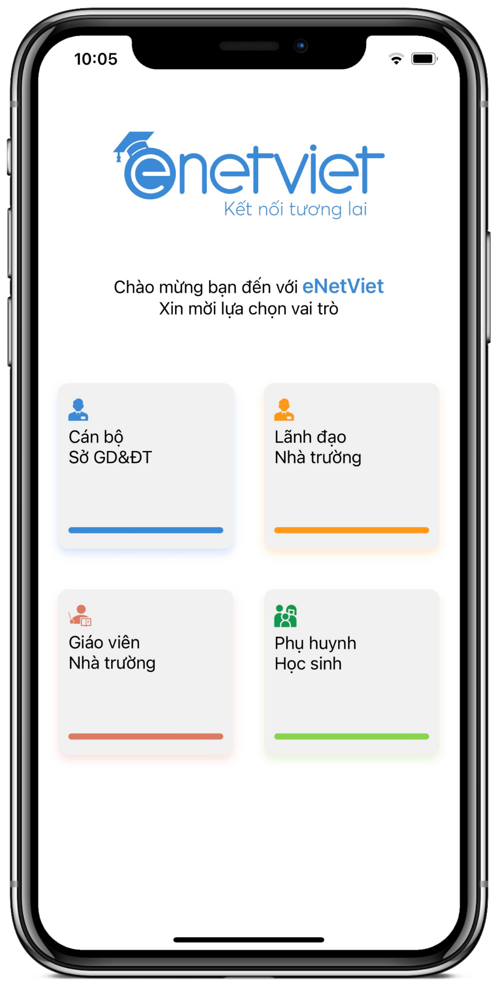 10:05
enetviet
Kết nối tương lai
Chào mừng bạn đến với eNetViet
Xin mời lựa chọn vai trò
Cán bộ
Sở GD&ĐT
Lãnh đạo
Nhà trường
Giáo viên
Nhà trường
Phụ huynh
Học sinh